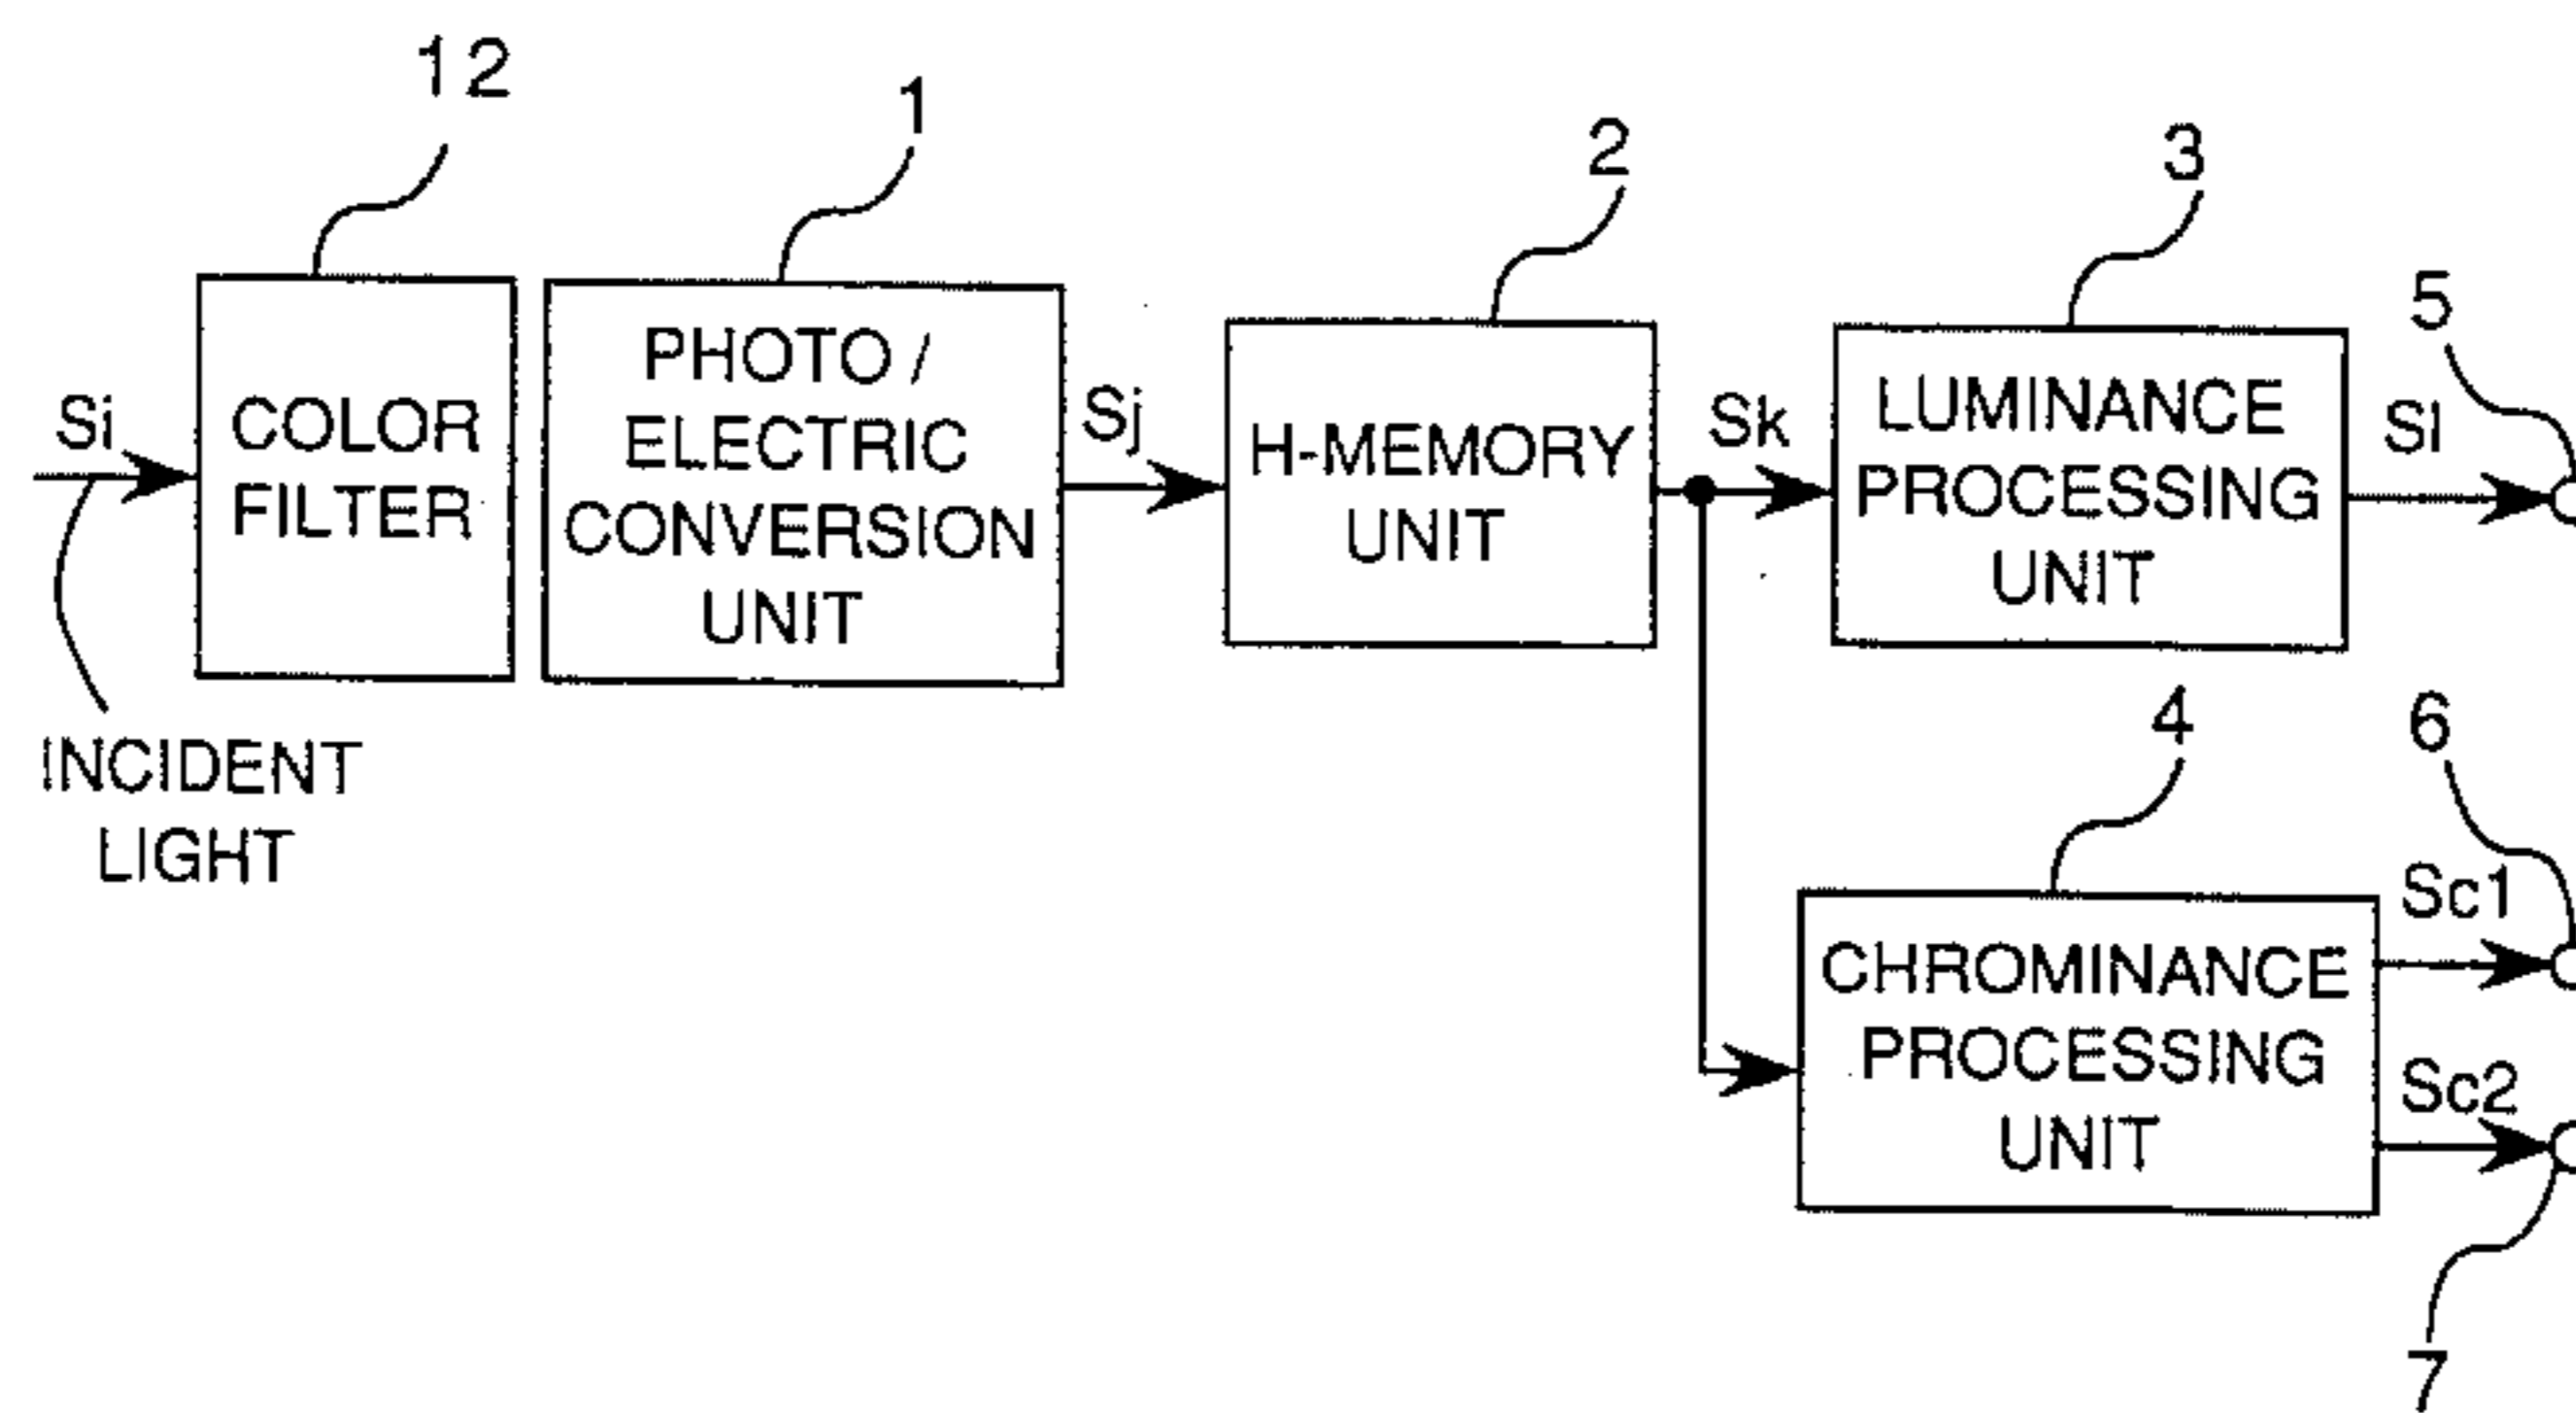 12
1
2
3
5
Si
COLOR
FILTER
PHOTO /
ELECTRIC
CONVERSION
UNIT
Sj
H-MEMORY
UNIT
Sk
LUMINANCE
PROCESSING
UNIT
Sl
INCIDENT
LIGHT
4
6
CHROMINANCE
PROCESSING
UNIT
Sc1
Sc2
7